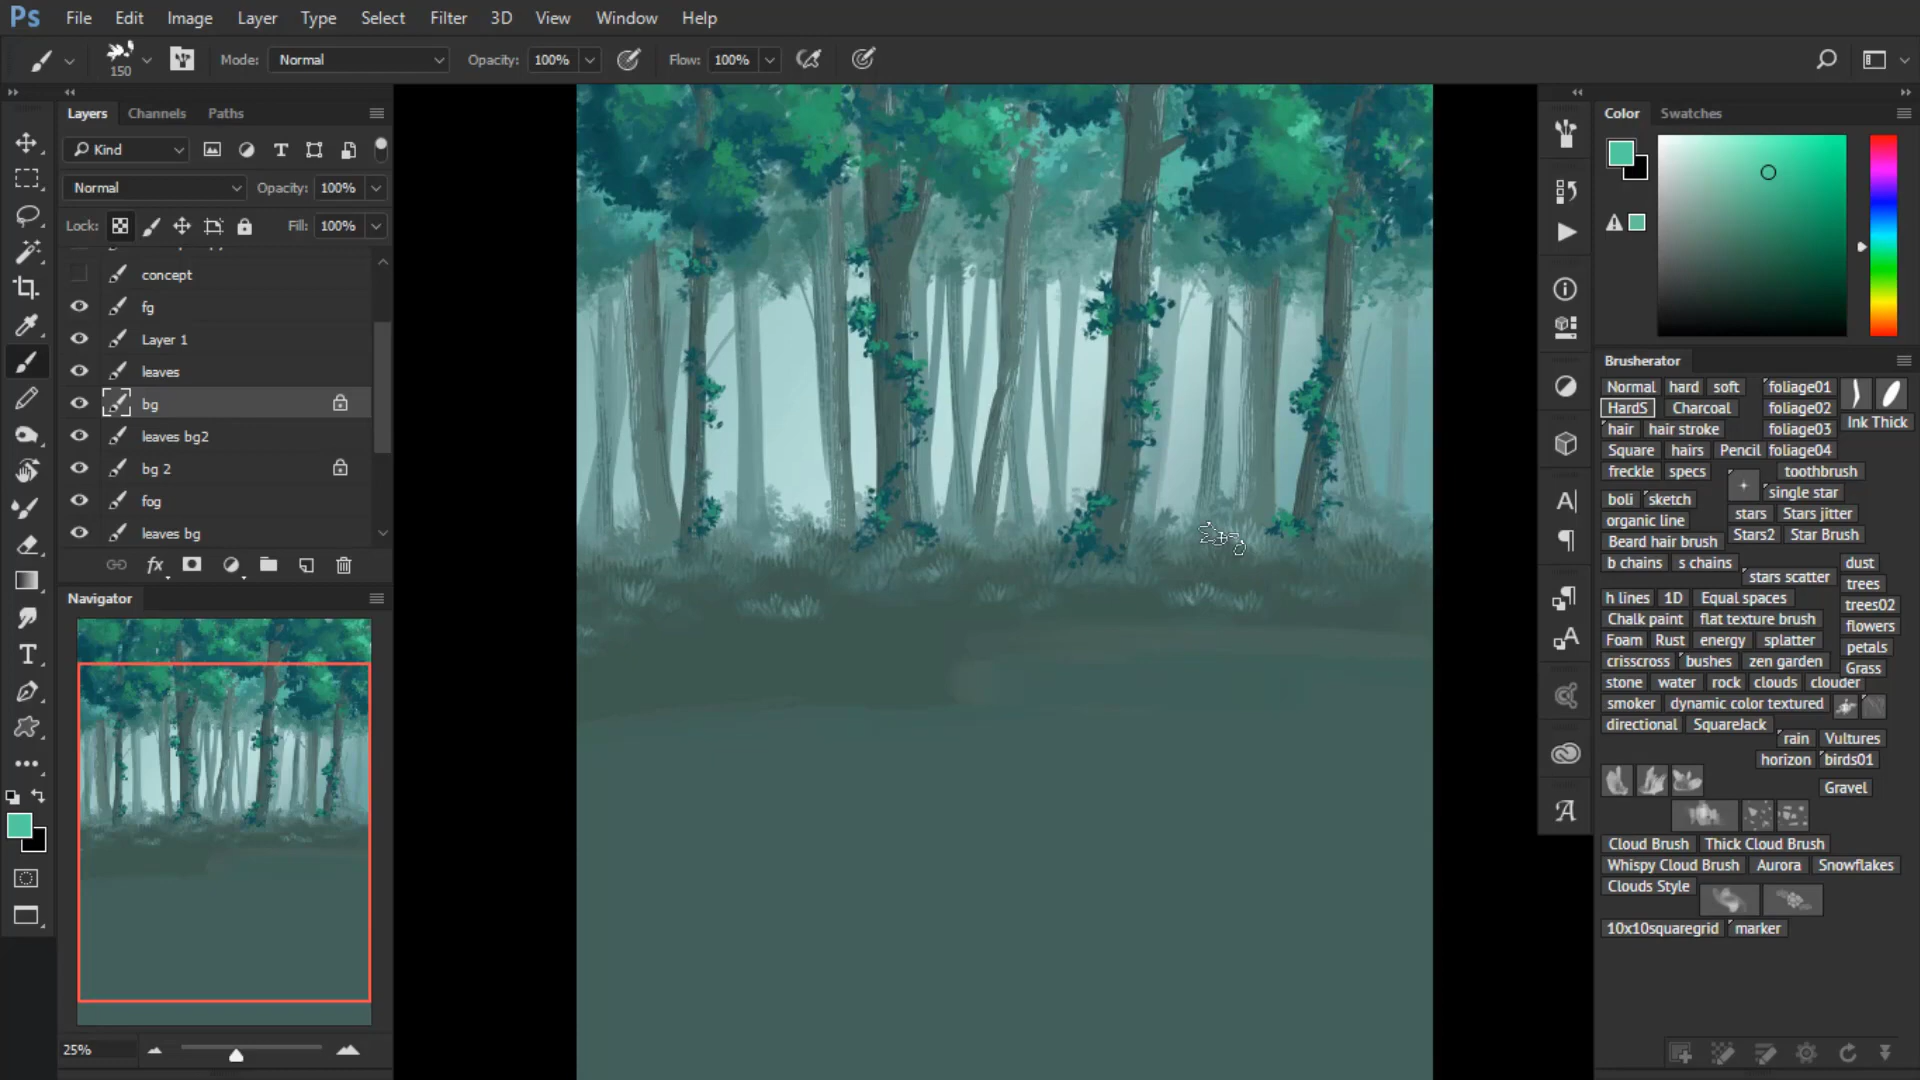 Ps File Edit Image Layer Type Select Filter 3D View Window Help
150 Mode: Normal Opacity: 100% Flow: 100%
Layers Channels Paths
Kind
Normal Opacity: 100%
Lock: Fill: 100%
concept
fg
Layer 1
leaves
bg
leaves bg2
bg 2
fog
leaves bg
fx
Navigator
25%
Color Swatches
Brusherator
Normal hard soft foliage01
HardS Charcoal foliage02
Ink Thick
hair hair stroke foliage03
Square hairs Pencil foliage04
freckle specs toothbrush
boli sketch single star
organic line stars Stars jitter
Beard hair brush Stars2 Star Brush
b chains s chains dust
stars scatter trees
h lines 1D Equal spaces trees02
Chalk paint flat texture brush flowers
Foam Rust energy splatter petals
crisscross bushes zen garden Grass
stone water rock clouds clouder
smoker dynamic color textured
directional SquareJack
rain Vultures
horizon birds01
Gravel
Cloud Brush Thick Cloud Brush
Whispy Cloud Brush Aurora Snowflakes
Clouds Style
10x10squaregrid marker